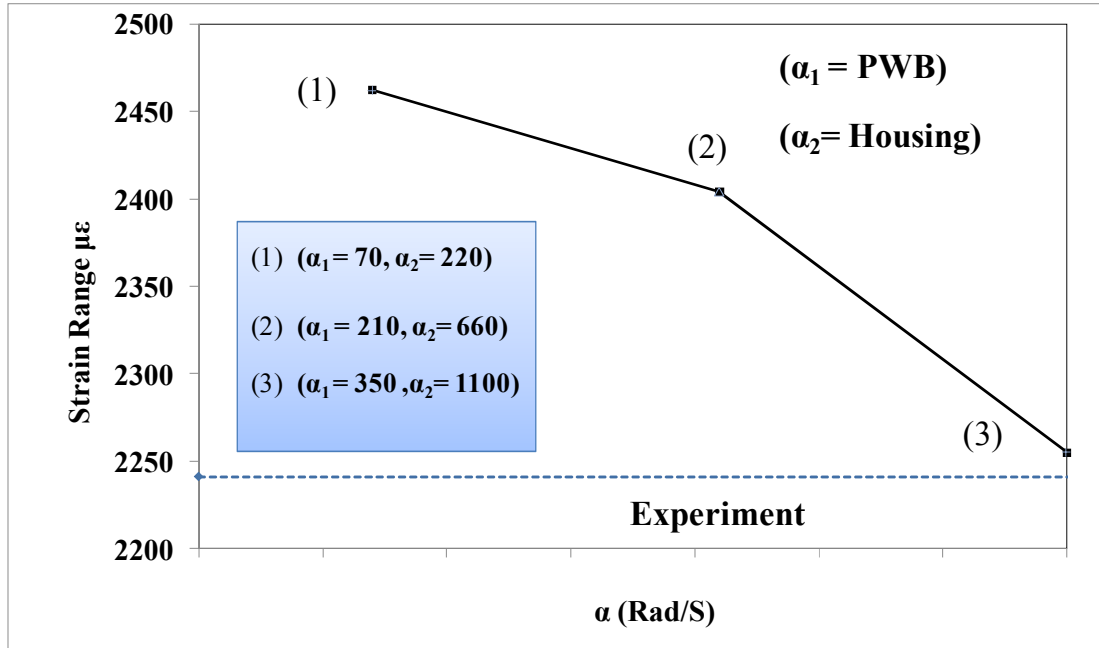 2500
2450
2400
2350
2300
2250
2200
Strain Range με
(1)
(2)
(3)
(α₁ = PWB)
(α₂= Housing)
(1) (α₁ = 70, α₂= 220)
(2) (α₁ = 210, α₂= 660)
(3) (α₁ = 350 ,α₂= 1100)
Experiment
α (Rad/S)